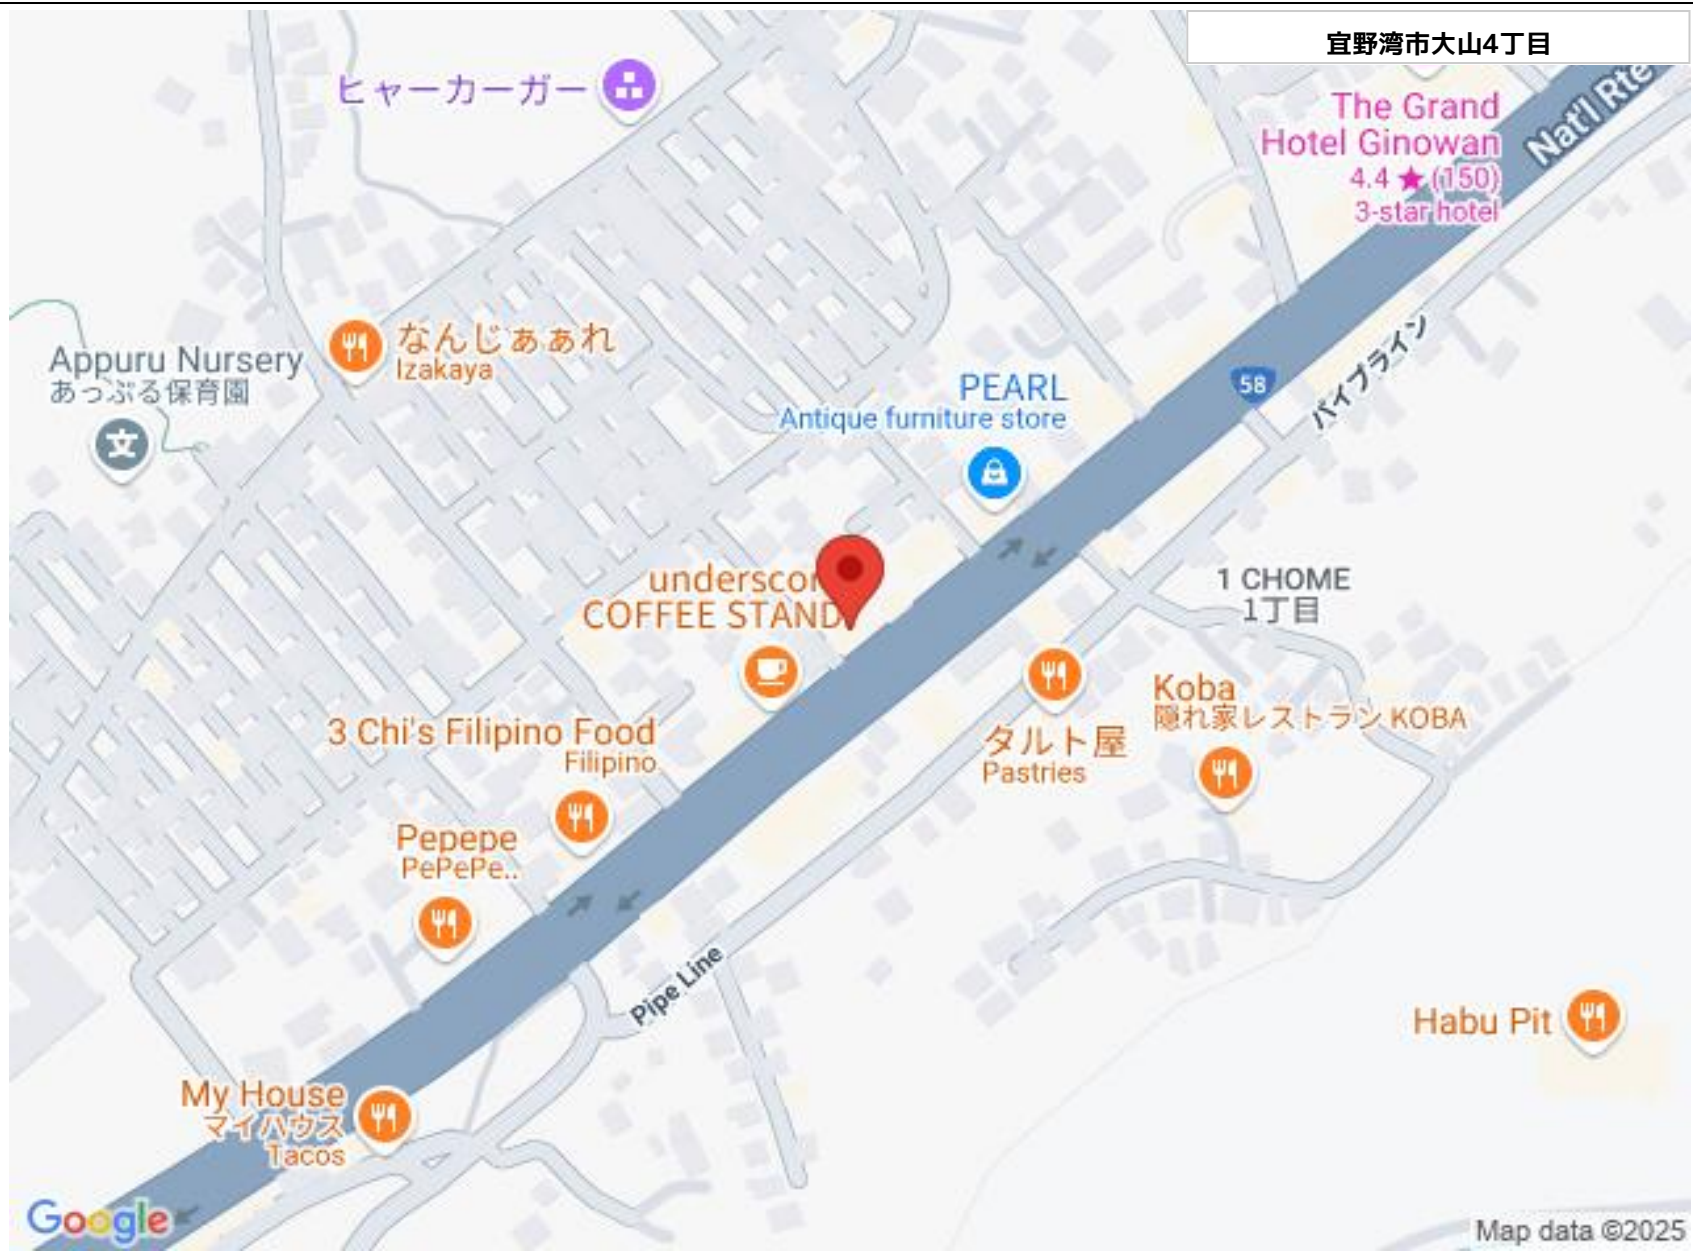 宜野湾市大山4丁目
ヒャーカーガー
The Grand
Hotel Ginowan
4.4 ★ (150)
3-star hotel
Nat'l Rte
なんじぁぁれ
Izakaya
Appuru Nursery
あっぷる保育園
PEARL
Antique furniture store
58
パイプライン
underscor
COFFEE STAND
1 CHOME
1丁目
Koba
隠れ家レストラン KOBA
タルト屋
Pastries
3 Chi's Filipino Food
Filipino
Pepepe
PePePe..
Pipe Line
Habu Pit
My House
マイハウス
Tacos
Google
Map data ©2025